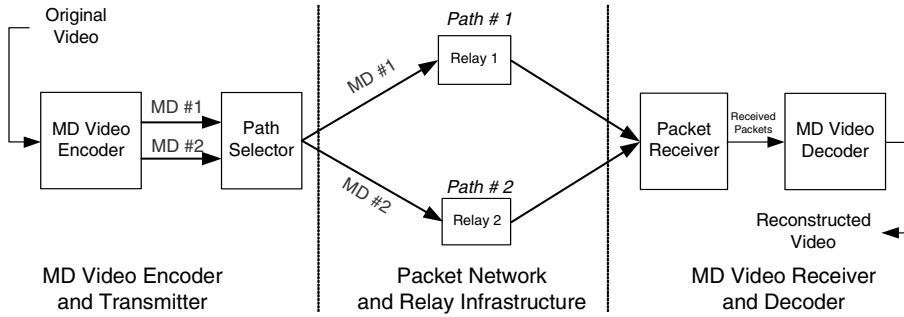 Original
Video
MD Video
Encoder
MD #1
MD #2
Path
Selector
MD #1
MD #2
Path # 1
Relay 1
Path # 2
Relay 2
Packet
Receiver
Received
Packets
MD Video
Decoder
Reconstructed
Video
MD Video Encoder
and Transmitter
Packet Network
and Relay Infrastructure
MD Video Receiver
and Decoder